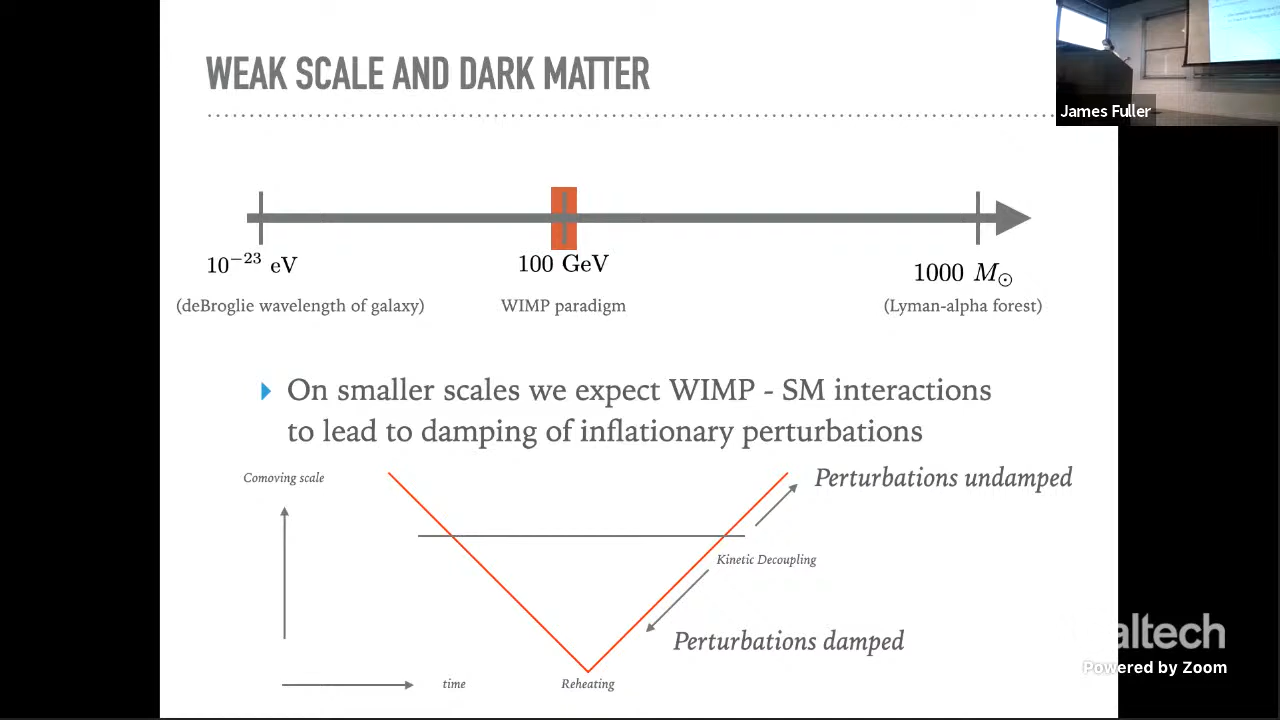 WEAK SCALE AND DARK MATTER
James Fuller
10⁻²³ eV
100 GeV
1000 M☉
(deBroglie wavelength of galaxy)
WIMP paradigm
(Lyman-alpha forest)
On smaller scales we expect WIMP - SM interactions
to lead to damping of inflationary perturbations
Comoving scale
Perturbations undamped
Kinetic Decoupling
Perturbations damped
time
Reheating
altech
Powered by Zoom